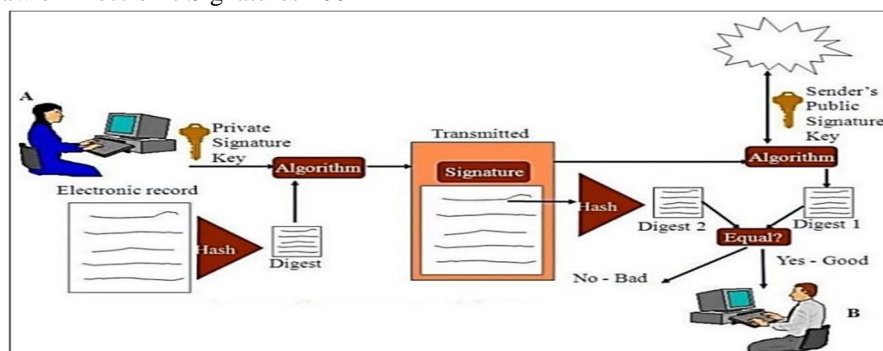 A
Private
Signature
Key
Algorithm
Electronic record
Hash
Digest
Transmitted
Signature
Hash
Digest 2
Sender's
Public
Signature
Key
Algorithm
Digest 1
Equal?
No - Bad
Yes - Good
B